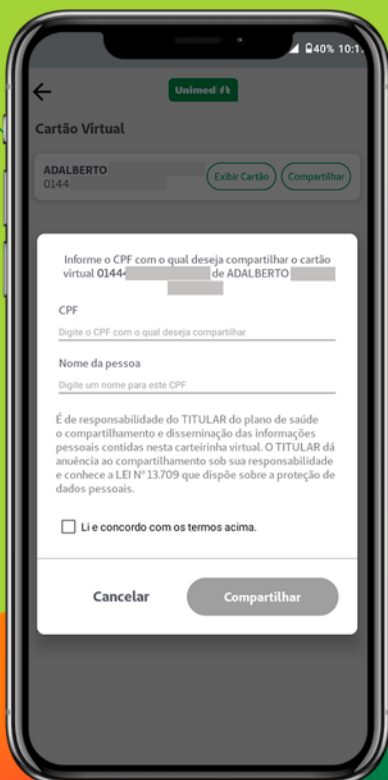 40% 10:1
Unimed
Cartão Virtual
ADALBERTO
0144
Exibir Cartão
Compartilhar
Informe o CPF com o qual deseja compartilhar o cartão
virtual 01444 de ADALBERTO
CPF
Digite o CPF com o qual deseja compartilhar
Nome da pessoa
Digite um nome para este CPF
É de responsabilidade do TITULAR do plano de saúde
o compartilhamento e disseminação das informações
pessoais contidas nesta carteirinha virtual. O TITULAR dá
anuência ao compartilhamento sob sua responsabilidade
e conhece a LEI N° 13.709 que dispõe sobre a proteção de
dados pessoais.
Li e concordo com os termos acima.
Cancelar
Compartilhar